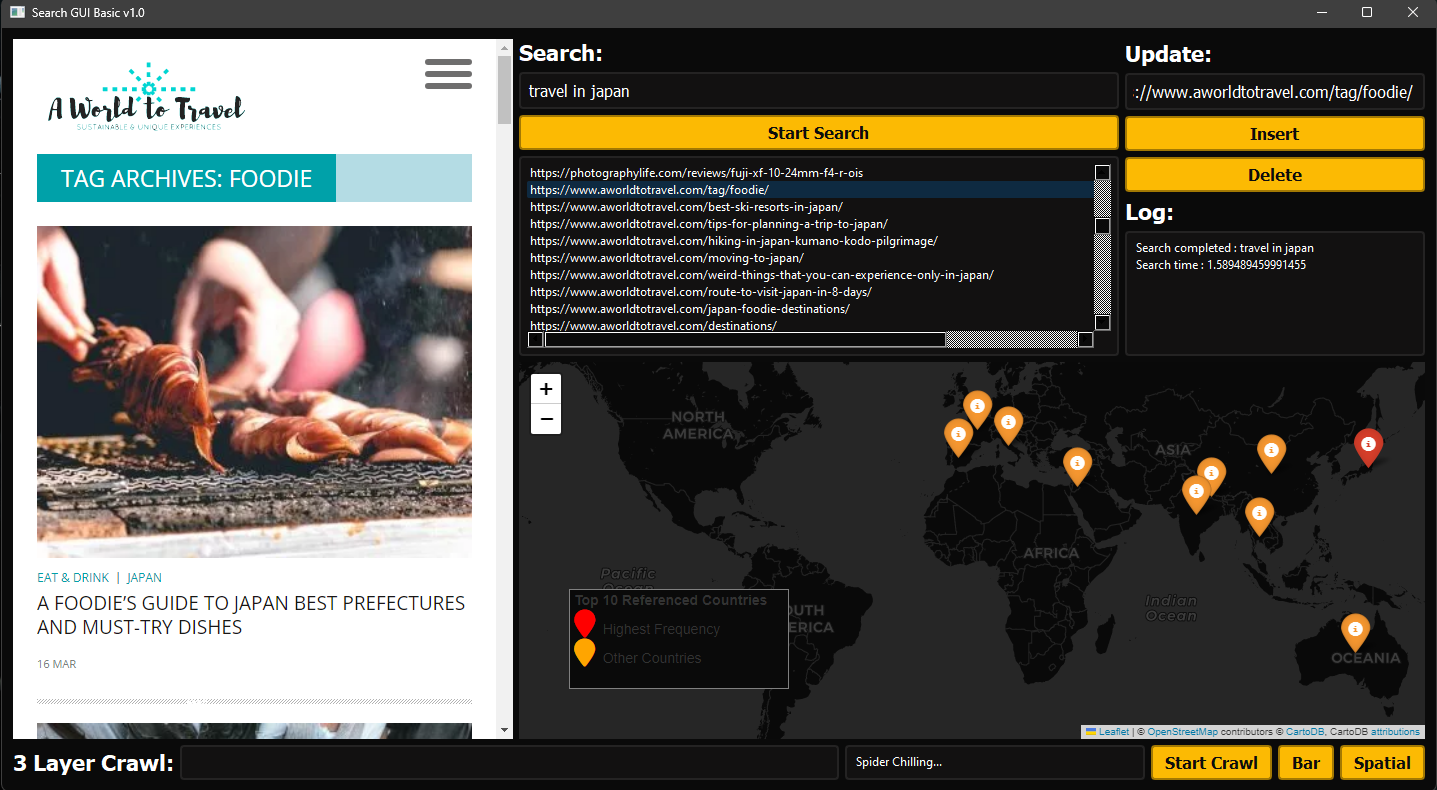 Search GUI Basic v1.0
A World to Travel
SUSTAINABLE & UNIQUE EXPERIENCES
TAG ARCHIVES: FOODIE
EAT & DRINK | JAPAN
A FOODIE'S GUIDE TO JAPAN BEST PREFECTURES
AND MUST-TRY DISHES
16 MAR
Search:
travel in japan
Start Search
https://photographylife.com/reviews/fuji-xf-10-24mm-f4-r-ois
https://www.aworldtotravel.com/tag/foodie/
https://www.aworldtotravel.com/best-ski-resorts-in-japan/
https://www.aworldtotravel.com/tips-for-planning-a-trip-to-japan/
https://www.aworldtotravel.com/hiking-in-japan-kumano-kodo-pilgrimage/
https://www.aworldtotravel.com/moving-to-japan/
https://www.aworldtotravel.com/weird-things-that-you-can-experience-only-in-japan/
https://www.aworldtotravel.com/route-to-visit-japan-in-8-days/
https://www.aworldtotravel.com/japan-foodie-destinations/
https://www.aworldtotravel.com/destinations/
Update:
://www.aworldtotravel.com/tag/foodie/
Insert
Delete
Log:
Search completed : travel in japan
Search time : 1.589489459991455
+
−
NORTH
AMERICA
ASIA
AFRICA
Pacific
Ocean
Indian
Ocean
OUTH
ERICA
OCEANIA
Top 10 Referenced Countries
Highest Frequency
Other Countries
Leaflet | © OpenStreetMap contributors © CartoDB, CartoDB attributions
3 Layer Crawl:
Spider Chilling...
Start Crawl
Bar
Spatial